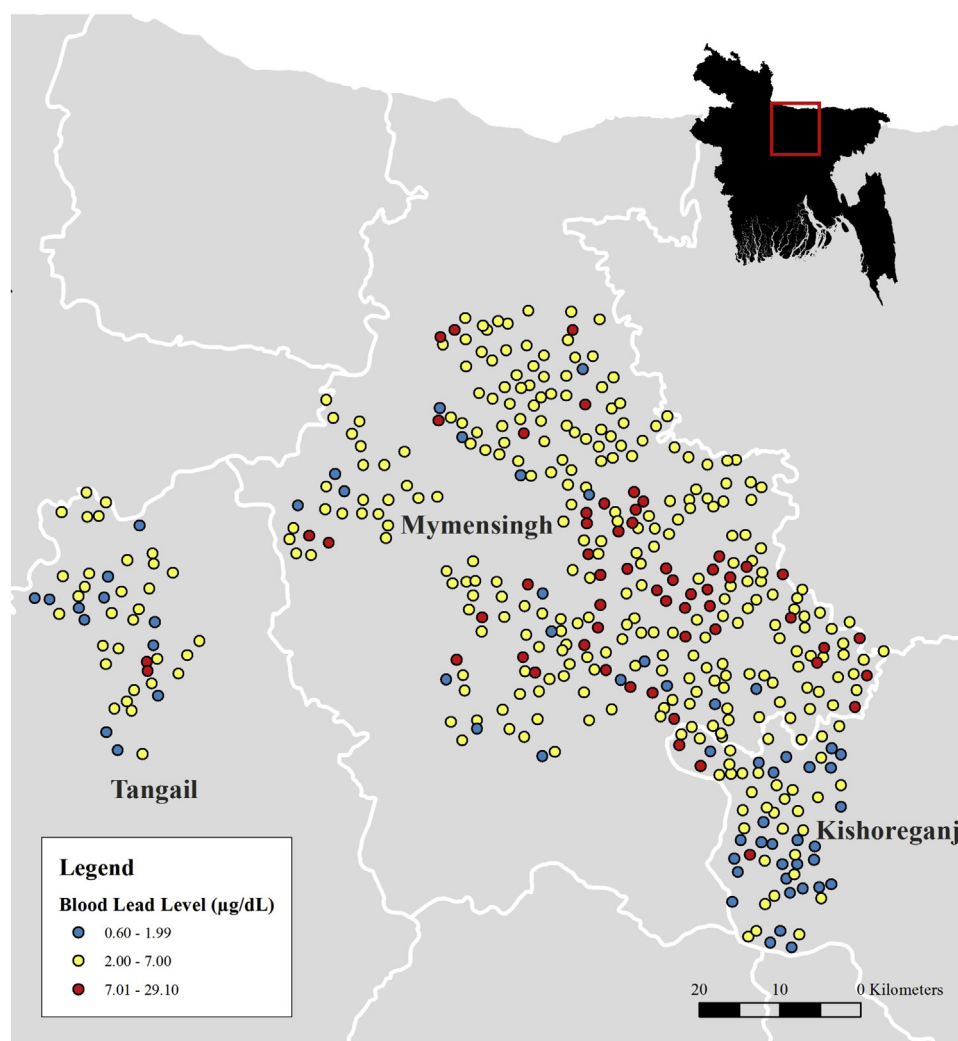 Mymensingh
Tangail
Kishoreganj
Legend
Blood Lead Level (µg/dL)
0.60 - 1.99
2.00 - 7.00
7.01 - 29.10
20 10 0 Kilometers